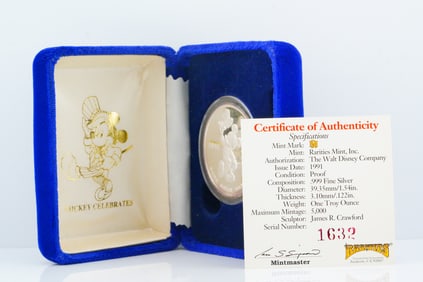 MICKEY CELEBRATES
Certificate of Authenticity
Specifications
Mint Mark:
Mint: Rarities Mint, Inc.
Authorization: The Walt Disney Company
Issue Date: 1991
Condition: Proof
Composition: .999 Fine Silver
Diameter: 39.35mm/1.54in.
Thickness: 3.10mm/.122in.
Weight: One Troy Ounce
Maximum Mintage: 5,000
Sculptor: James R. Crawford
Serial Number: 1632
Mintmaster
RARITIES